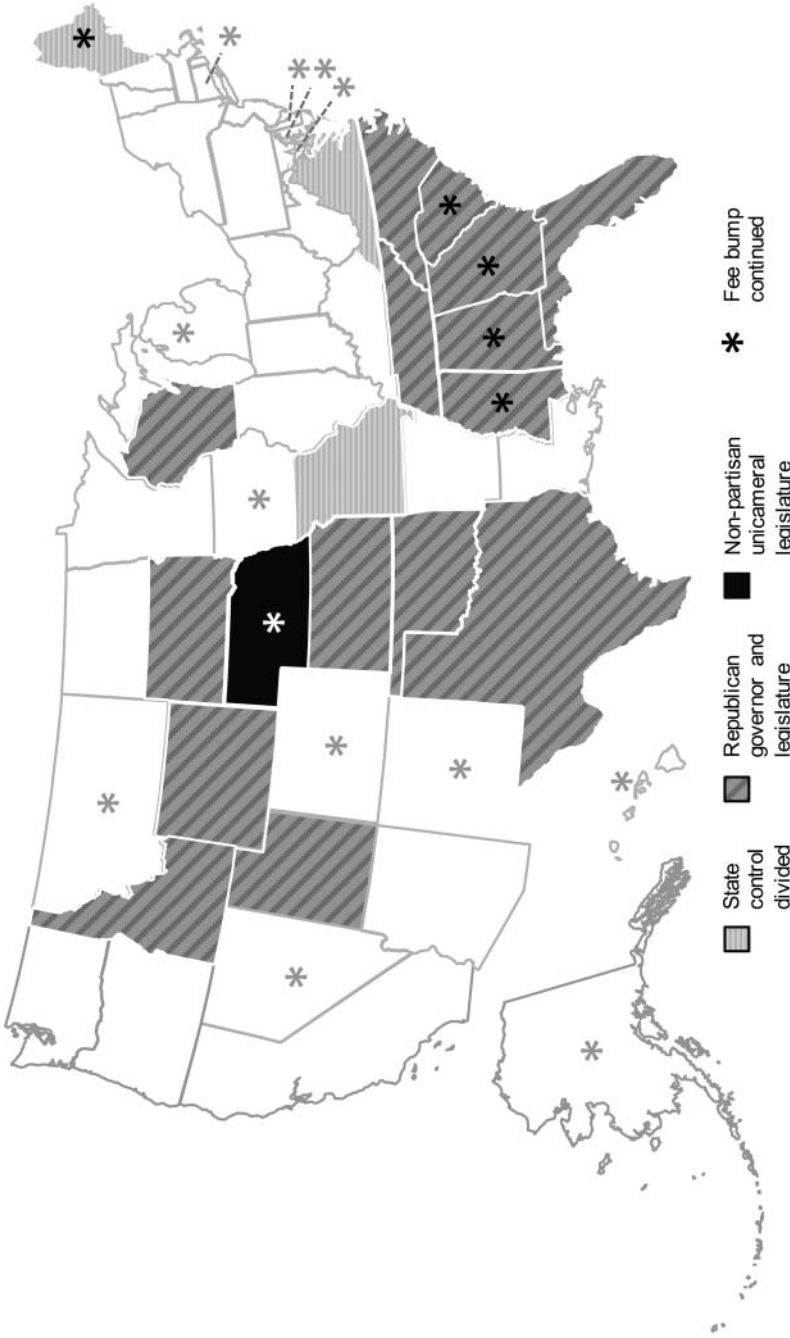 State
control
divided
Republican
governor and
legislature
Non-partisan
unicameral
legislature
Fee bump
continued